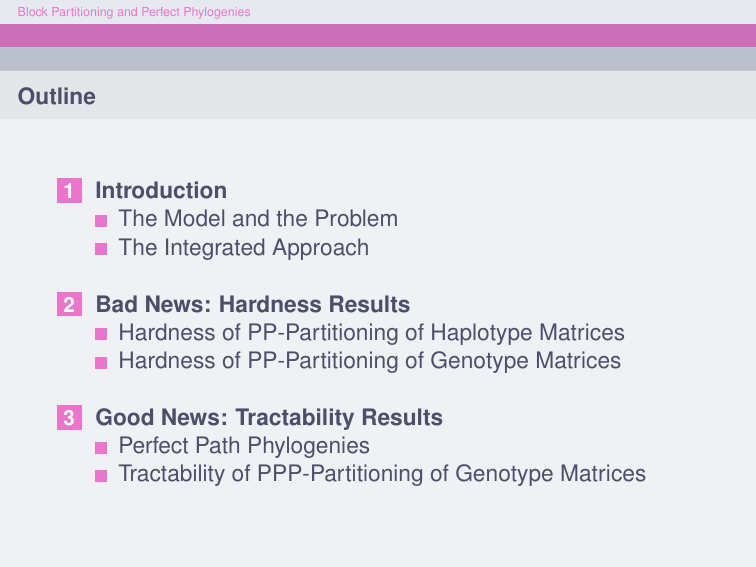 Block Partitioning and Perfect Phylogenies
Outline
1 Introduction
The Model and the Problem
The Integrated Approach
2 Bad News: Hardness Results
Hardness of PP-Partitioning of Haplotype Matrices
Hardness of PP-Partitioning of Genotype Matrices
3 Good News: Tractability Results
Perfect Path Phylogenies
Tractability of PPP-Partitioning of Genotype Matrices